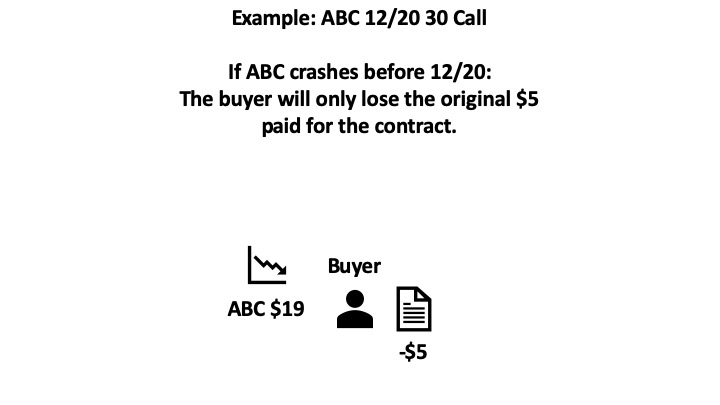 Example: ABC 12/20 30 Call
If ABC crashes before 12/20:
The buyer will only lose the original $5
paid for the contract.
Buyer
ABC $19
-$5